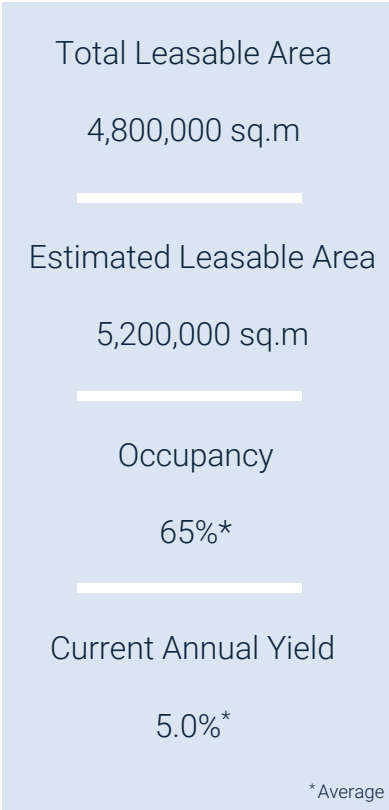 Total Leasable Area
4,800,000 sq.m
Estimated Leasable Area
5,200,000 sq.m
Occupancy
65%*
Current Annual Yield
5.0%*
*Average